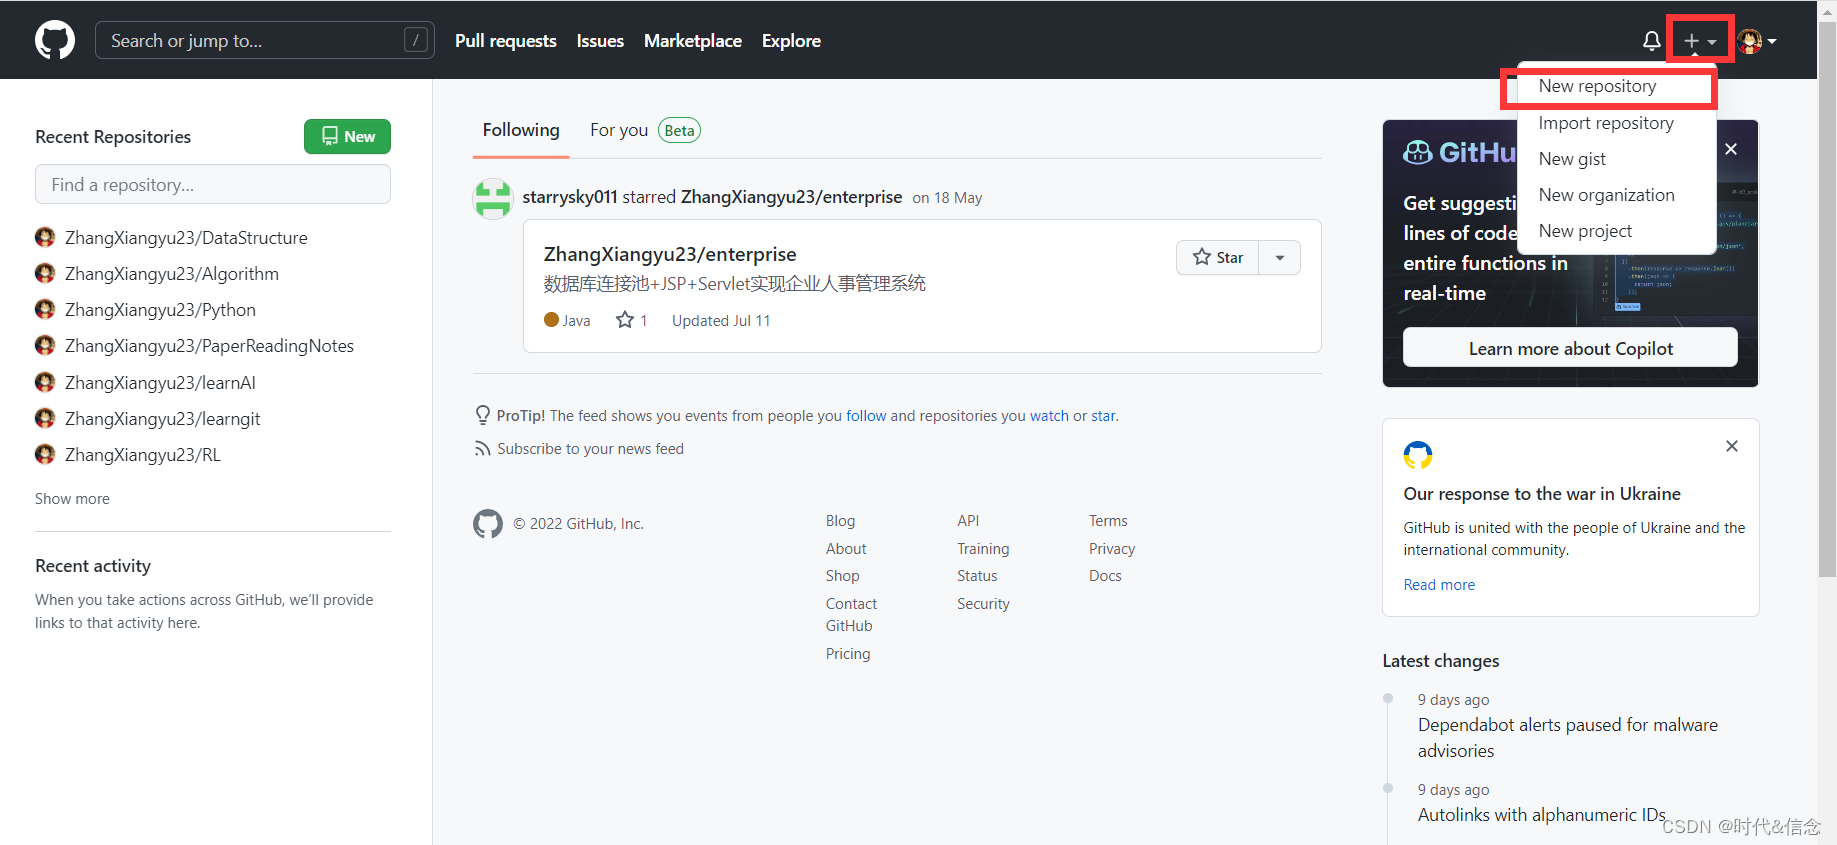 Search or jump to...
/
Pull requests
Issues
Marketplace
Explore
New repository
Import repository
New gist
New organization
New project
Recent Repositories
New
Find a repository...
ZhangXiangyu23/DataStructure
ZhangXiangyu23/Algorithm
ZhangXiangyu23/Python
ZhangXiangyu23/PaperReadingNotes
ZhangXiangyu23/learnAI
ZhangXiangyu23/learngit
ZhangXiangyu23/RL
Show more
Recent activity
When you take actions across GitHub, we'll provide
links to that activity here.
Following
For you
Beta
starrysky011 starred ZhangXiangyu23/enterprise on 18 May
ZhangXiangyu23/enterprise
Star
数据库连接池+JSP+Servlet实现企业人事管理系统
Java
1
Updated Jul 11
ProTip! The feed shows you events from people you follow and repositories you watch or star.
Subscribe to your news feed
© 2022 GitHub, Inc.
Blog
About
Shop
Contact
GitHub
Pricing
API
Training
Status
Security
Terms
Privacy
Docs
GitHu
Get suggesti
lines of code
entire functions in
real-time
Learn more about Copilot
Our response to the war in Ukraine
GitHub is united with the people of Ukraine and the
international community.
Read more
Latest changes
9 days ago
Dependabot alerts paused for malware
advisories
9 days ago
Autolinks with alphanumeric IDs
CSDN @时代&信念